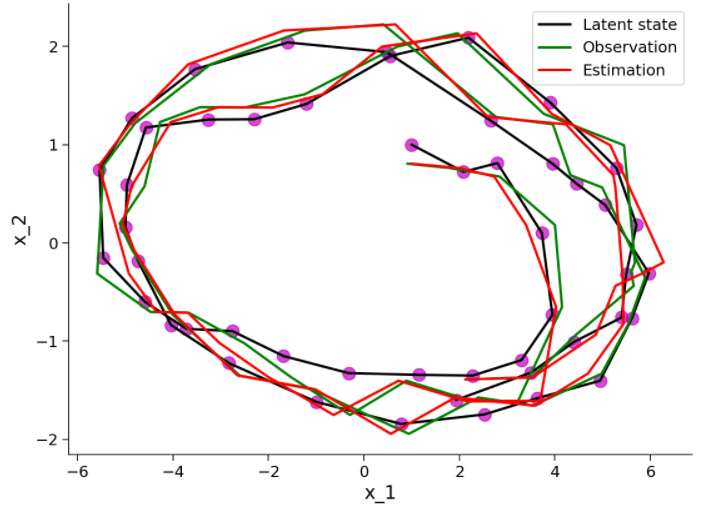 Latent state
Observation
Estimation
2
1
0
−1
−2
x_2
−6 −4 −2 0 2 4 6
x_1